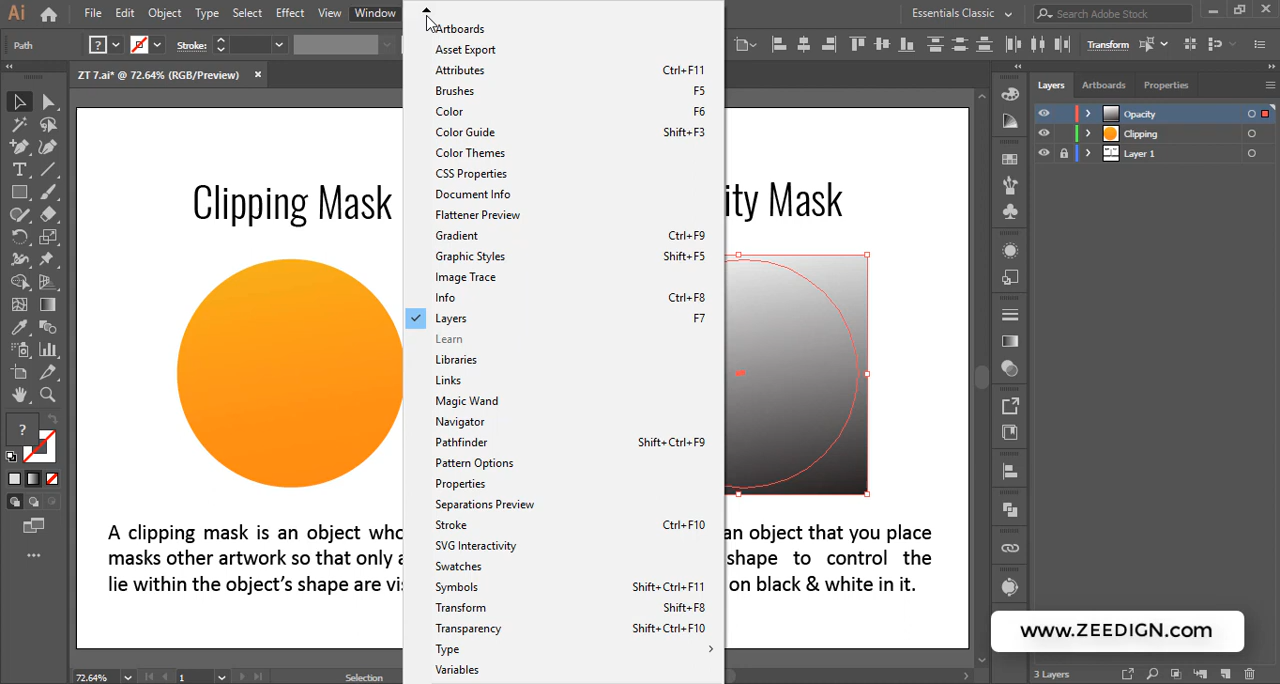 Ai File Edit Object Type Select Effect View Window Essentials Classic Search Adobe Stock
Path ? Stroke: Transform
ZT 7.ai* @ 72.64% (RGB/Preview) ×
Artboards
Asset Export
Attributes Ctrl+F11
Brushes F5
Color F6
Color Guide Shift+F3
Color Themes
CSS Properties
Document Info
Flattener Preview
Gradient Ctrl+F9
Graphic Styles Shift+F5
Image Trace
Info Ctrl+F8
Layers F7
Learn
Libraries
Links
Magic Wand
Navigator
Pathfinder Shift+Ctrl+F9
Pattern Options
Properties
Separations Preview
Stroke Ctrl+F10
SVG Interactivity
Swatches
Symbols Shift+Ctrl+F11
Transform Shift+F8
Transparency Shift+Ctrl+F10
Type
Variables
Clipping Mask
A clipping mask is an object who
masks other artwork so that only a
lie within the object's shape are vis
ity Mask
an object that you place
shape to control the
on black & white in it.
Layers Artboards Properties
Opacity
Clipping
Layer 1
?
www.ZEEDIGN.com
72.64% 1 Selection 3 Layers